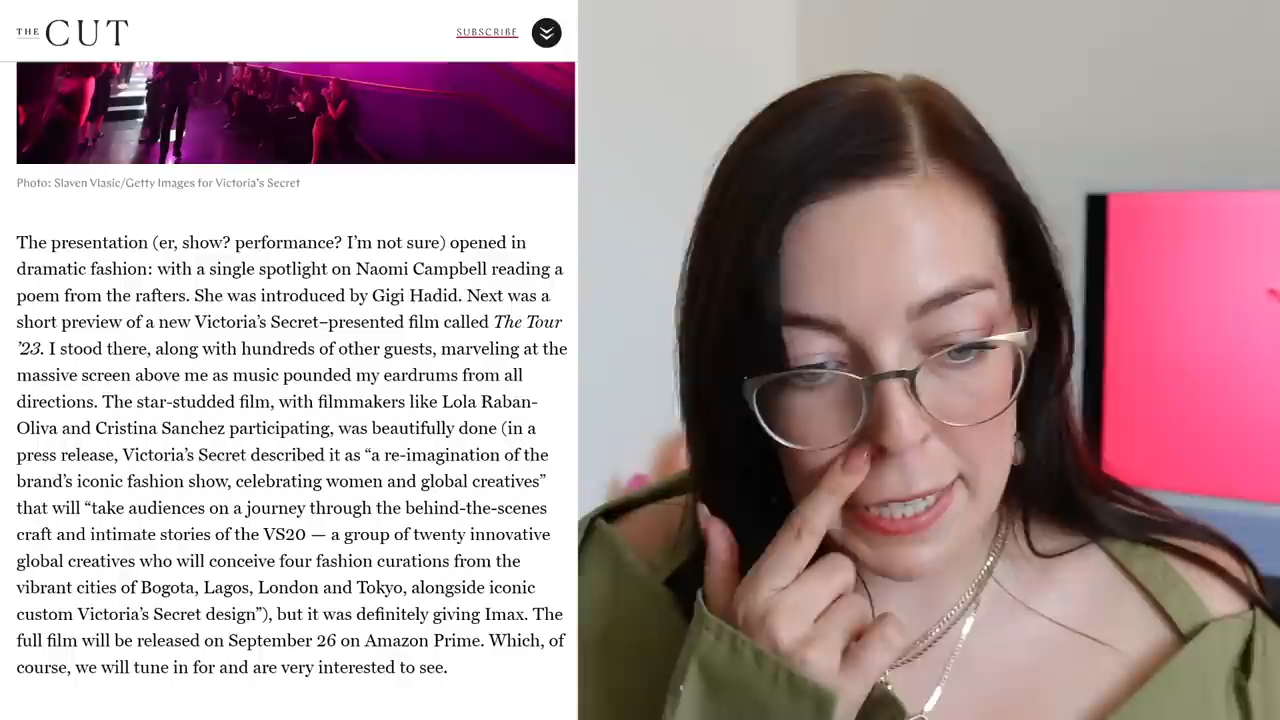 THE CUT
SUBSCRIBE
Photo: Slaven Vlasic/Getty Images for Victoria's Secret
The presentation (er, show? performance? I'm not sure) opened in
dramatic fashion: with a single spotlight on Naomi Campbell reading a
poem from the rafters. She was introduced by Gigi Hadid. Next was a
short preview of a new Victoria's Secret–presented film called The Tour
'23. I stood there, along with hundreds of other guests, marveling at the
massive screen above me as music pounded my eardrums from all
directions. The star-studded film, with filmmakers like Lola Raban-
Oliva and Cristina Sanchez participating, was beautifully done (in a
press release, Victoria's Secret described it as “a re-imagination of the
brand's iconic fashion show, celebrating women and global creatives”
that will “take audiences on a journey through the behind-the-scenes
craft and intimate stories of the VS20 — a group of twenty innovative
global creatives who will conceive four fashion curations from the
vibrant cities of Bogota, Lagos, London and Tokyo, alongside iconic
custom Victoria's Secret design”), but it was definitely giving Imax. The
full film will be released on September 26 on Amazon Prime. Which, of
course, we will tune in for and are very interested to see.